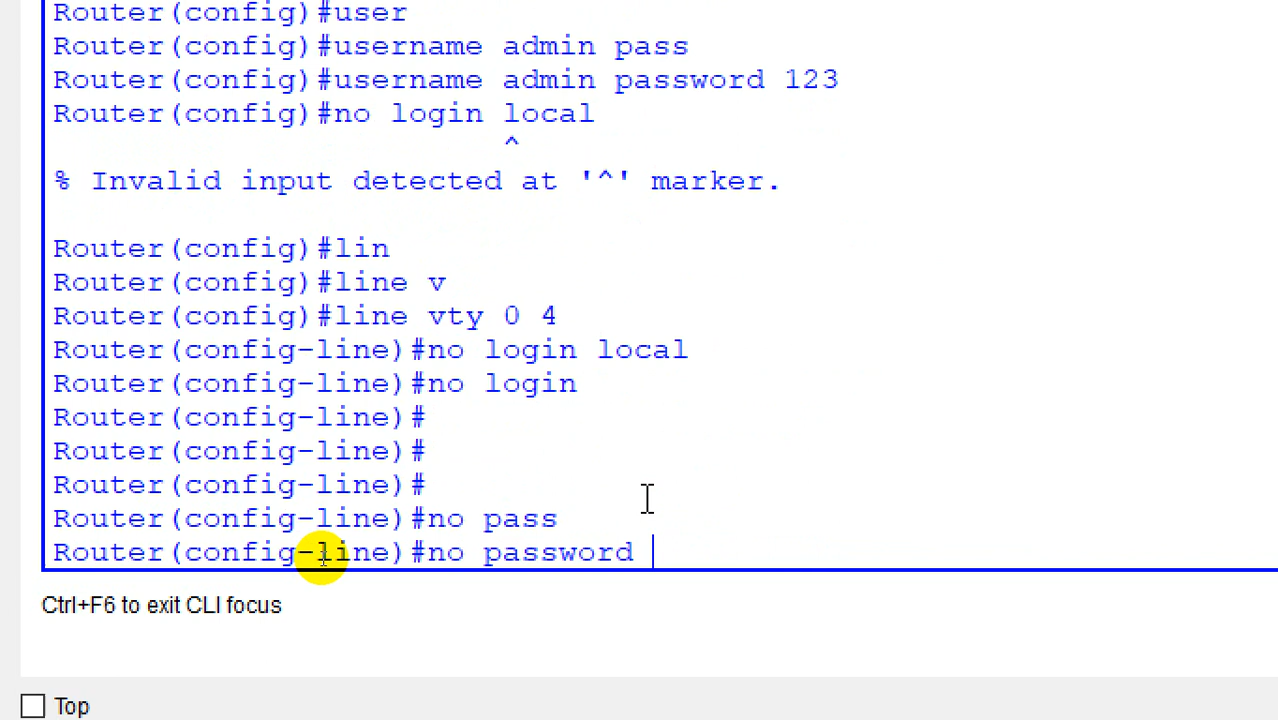 Router(config)#user
Router(config)#username admin pass
Router(config)#username admin password 123
Router(config)#no login local
^
% Invalid input detected at '^' marker.
Router(config)#lin
Router(config)#line v
Router(config)#line vty 0 4
Router(config-line)#no login local
Router(config-line)#no login
Router(config-line)#
Router(config-line)#
Router(config-line)#
Router(config-line)#no pass
Router(config-line)#no password
Ctrl+F6 to exit CLI focus
Top